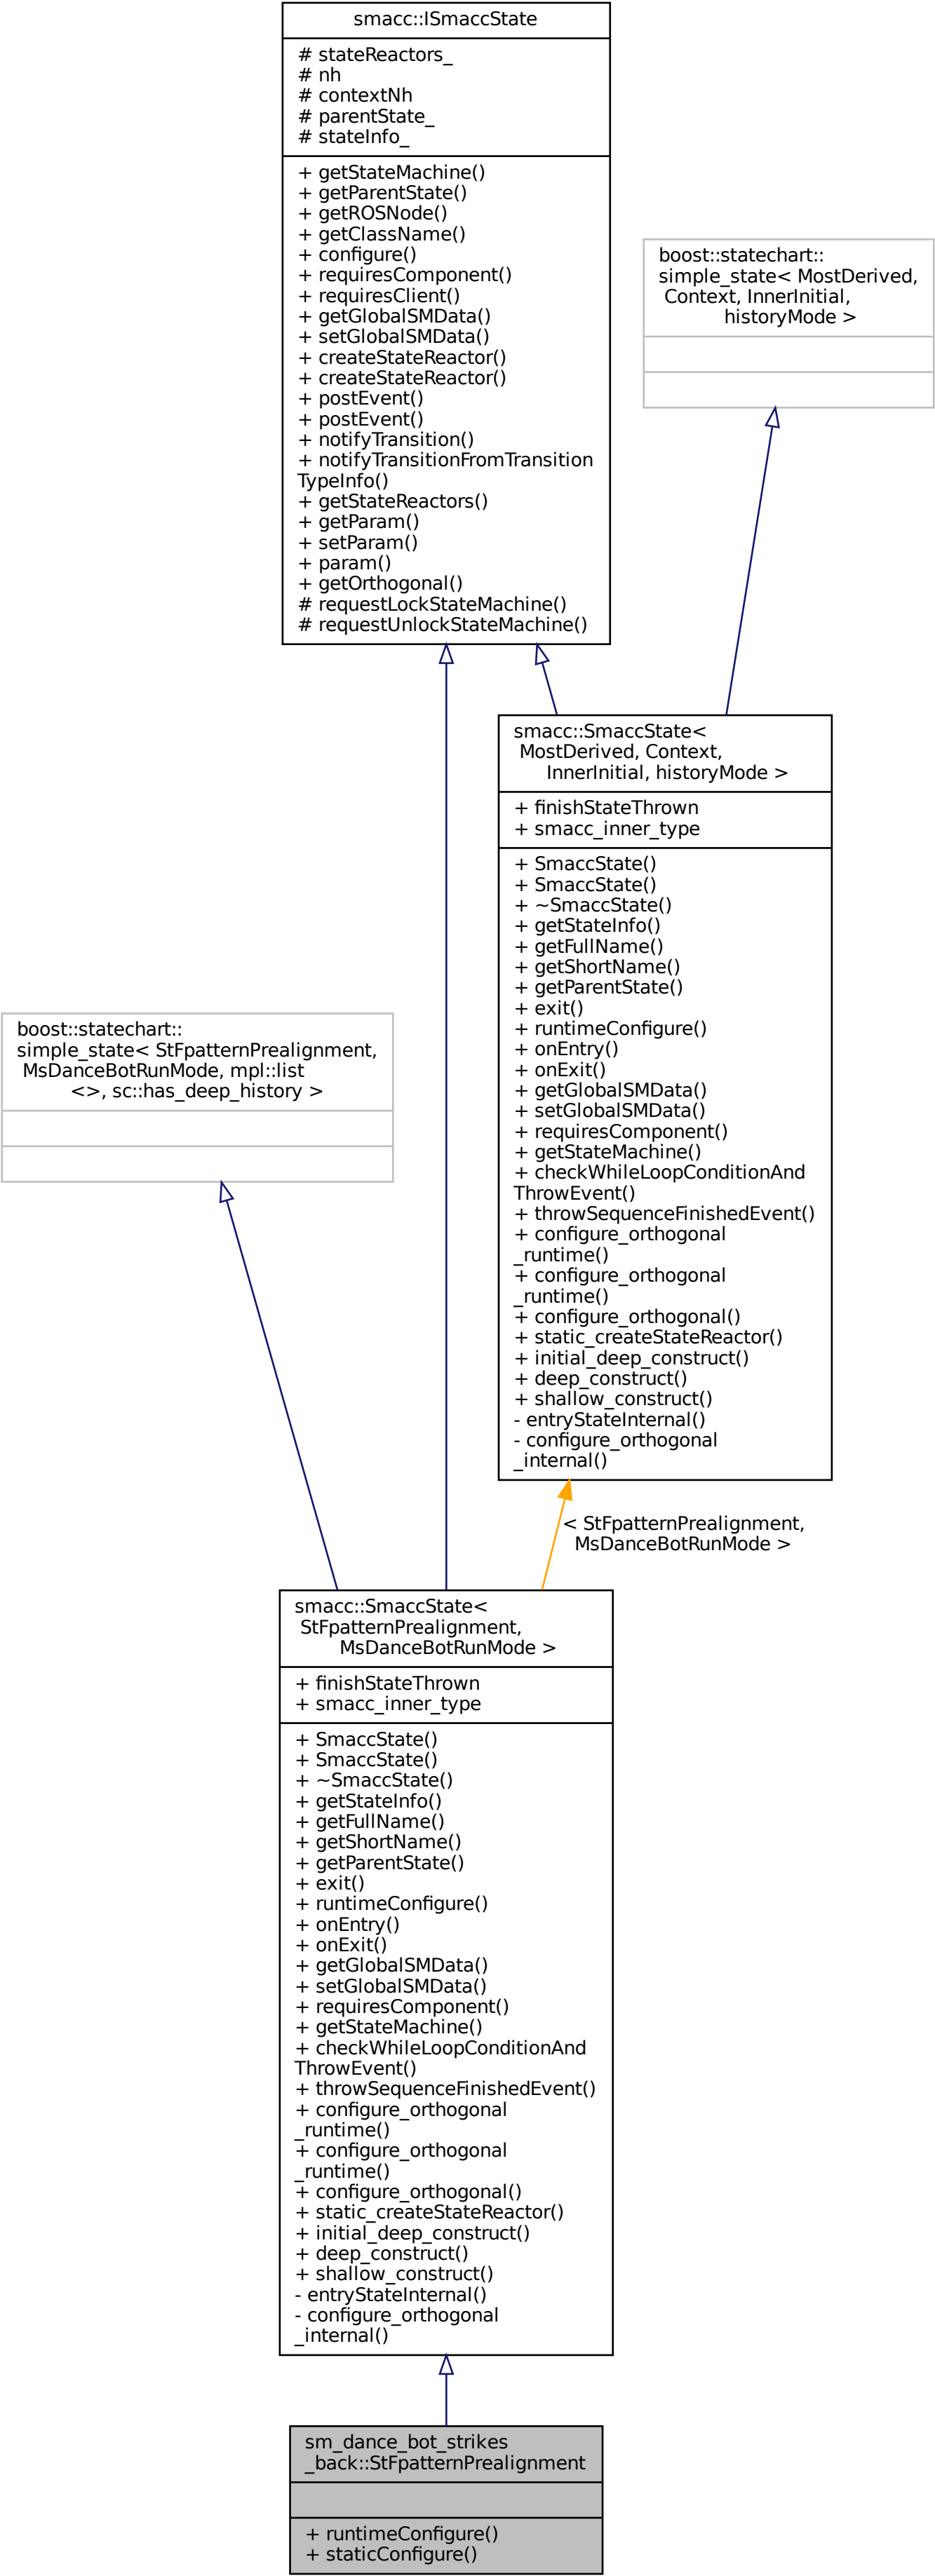 smacc::ISmaccState
# stateReactors_
# nh
# contextNh
# parentState_
# stateInfo_
+ getStateMachine()
+ getParentState()
+ getROSNode()
+ getClassName()
+ configure()
+ requiresComponent()
+ requiresClient()
+ getGlobalSMData()
+ setGlobalSMData()
+ createStateReactor()
+ createStateReactor()
+ postEvent()
+ postEvent()
+ notifyTransition()
+ notifyTransitionFromTransition
TypeInfo()
+ getStateReactors()
+ getParam()
+ setParam()
+ param()
+ getOrthogonal()
# requestLockStateMachine()
# requestUnlockStateMachine()
boost::statechart::
simple_state< MostDerived,
Context, InnerInitial,
historyMode >
smacc::SmaccState<
MostDerived, Context,
InnerInitial, historyMode >
+ finishStateThrown
+ smacc_inner_type
+ SmaccState()
+ SmaccState()
+ ~SmaccState()
+ getStateInfo()
+ getFullName()
+ getShortName()
+ getParentState()
+ exit()
+ runtimeConfigure()
+ onEntry()
+ onExit()
+ getGlobalSMData()
+ setGlobalSMData()
+ requiresComponent()
+ getStateMachine()
+ checkWhileLoopConditionAnd
ThrowEvent()
+ throwSequenceFinishedEvent()
+ configure_orthogonal
_runtime()
+ configure_orthogonal
_runtime()
+ configure_orthogonal()
+ static_createStateReactor()
+ initial_deep_construct()
+ deep_construct()
+ shallow_construct()
- entryStateInternal()
- configure_orthogonal
_internal()
boost::statechart::
simple_state< StFpatternPrealignment,
MsDanceBotRunMode, mpl::list
<>, sc::has_deep_history >
< StFpatternPrealignment,
MsDanceBotRunMode >
smacc::SmaccState<
StFpatternPrealignment,
MsDanceBotRunMode >
+ finishStateThrown
+ smacc_inner_type
+ SmaccState()
+ SmaccState()
+ ~SmaccState()
+ getStateInfo()
+ getFullName()
+ getShortName()
+ getParentState()
+ exit()
+ runtimeConfigure()
+ onEntry()
+ onExit()
+ getGlobalSMData()
+ setGlobalSMData()
+ requiresComponent()
+ getStateMachine()
+ checkWhileLoopConditionAnd
ThrowEvent()
+ throwSequenceFinishedEvent()
+ configure_orthogonal
_runtime()
+ configure_orthogonal
_runtime()
+ configure_orthogonal()
+ static_createStateReactor()
+ initial_deep_construct()
+ deep_construct()
+ shallow_construct()
- entryStateInternal()
- configure_orthogonal
_internal()
sm_dance_bot_strikes
_back::StFpatternPrealignment
+ runtimeConfigure()
+ staticConfigure()